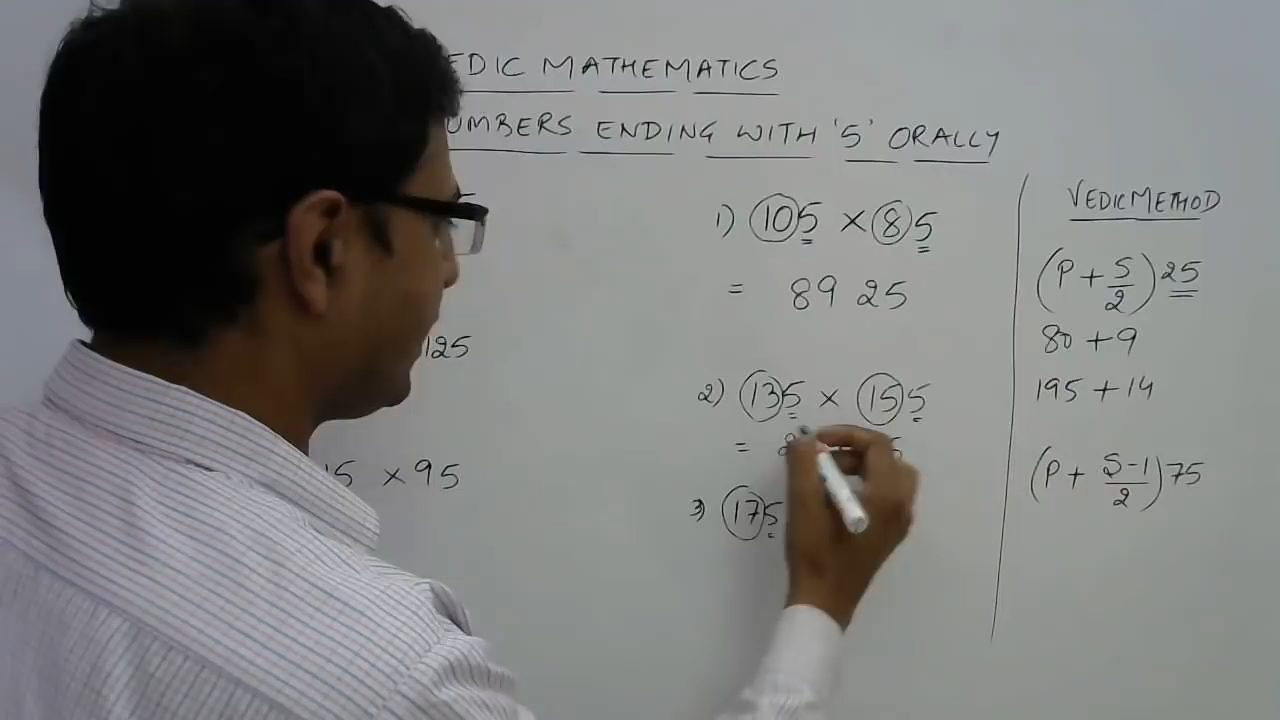 EDIC MATHEMATICS
UMBERS ENDING WITH '5' ORALLY
1) 105 × 85
= 89 25
125
2) 135 × 155
=
5 × 95
3) 175
VEDIC METHOD
(P + S/2) 25
80 + 9
195 + 14
(P + S-1/2) 75